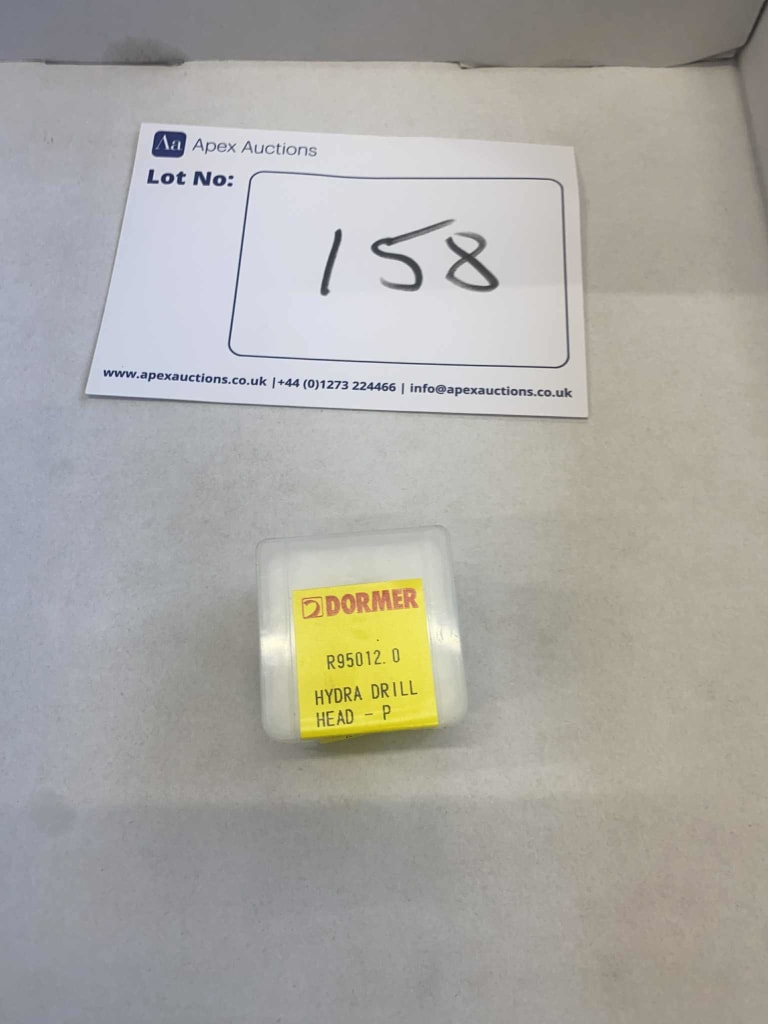 Aa Apex Auctions
Lot No:
158
www.apexauctions.co.uk | +44 (0)1273 224466 | info@apexauctions.co.uk
DORMER
R95012.0
HYDRA DRILL
HEAD - P